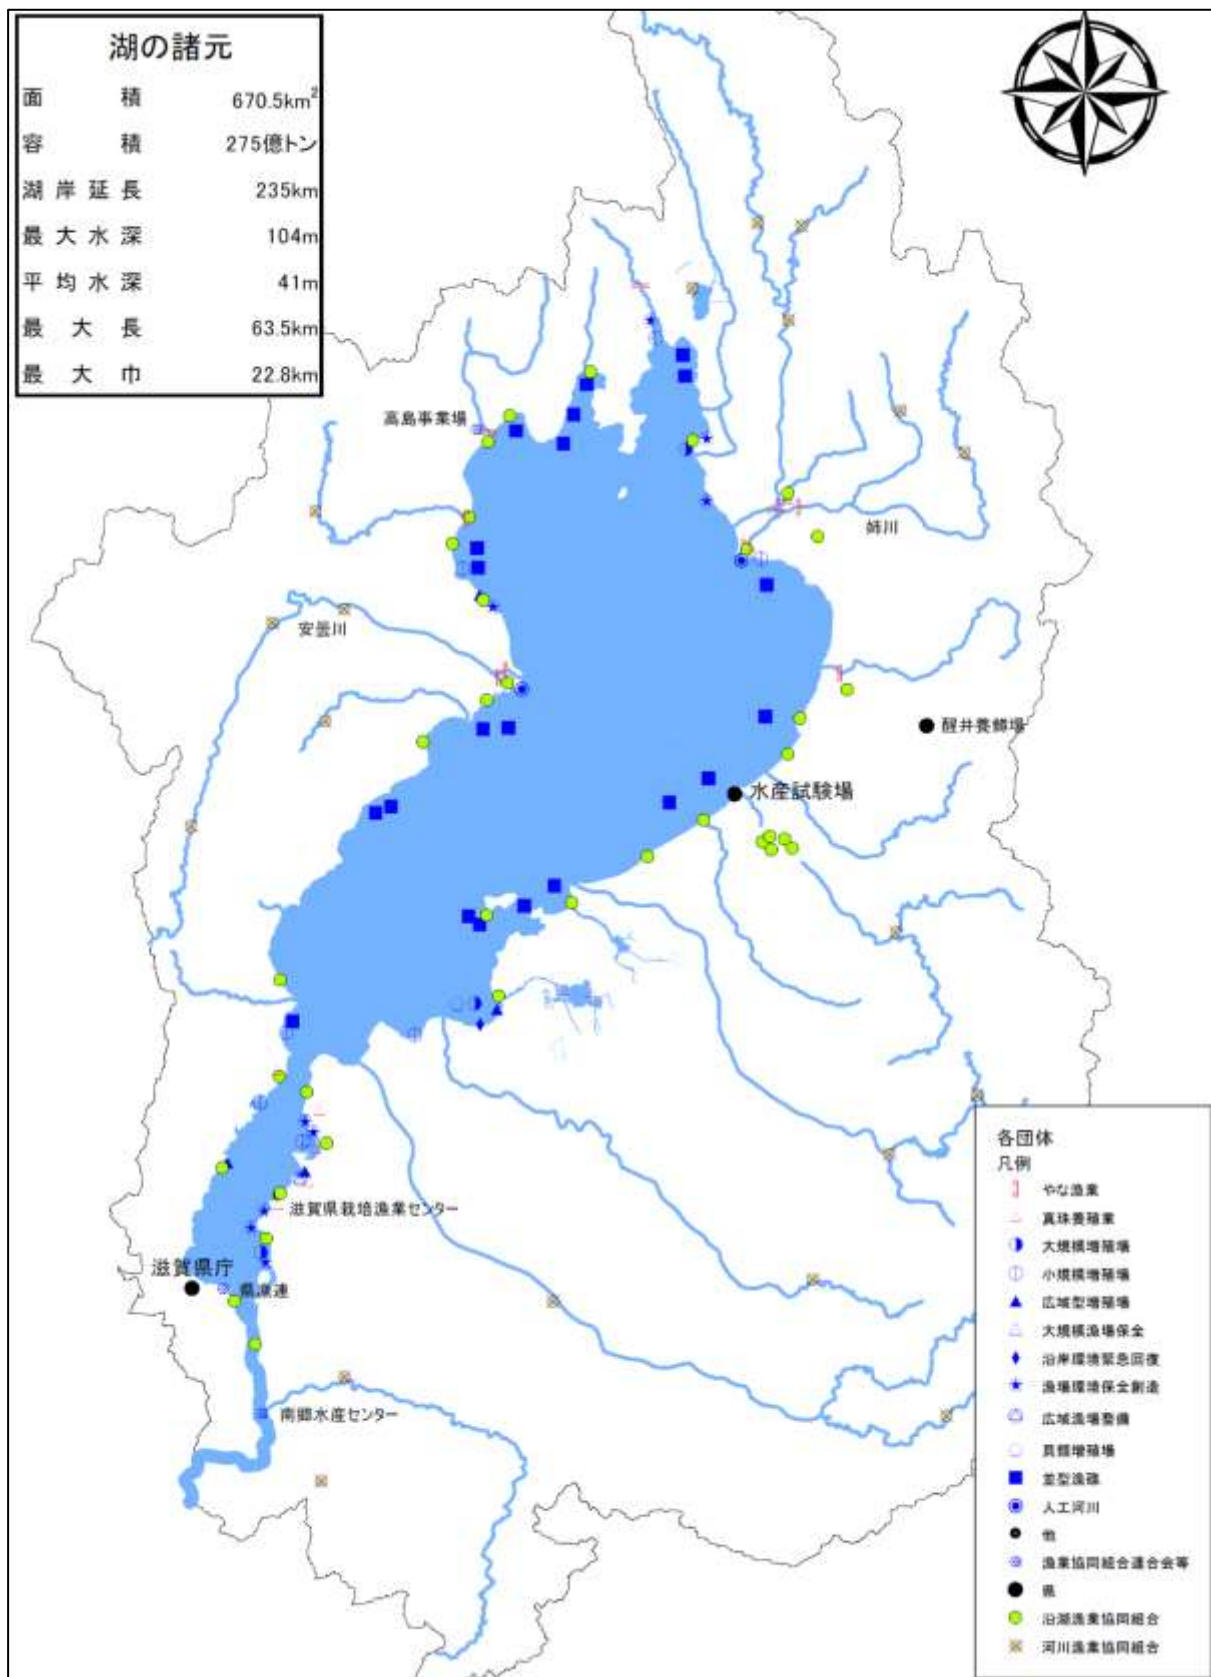 湖の諸元
面積 670.5km²
容積 275億トン
湖岸延長 235km
最大水深 104m
平均水深 41m
最大長 63.5km
最大巾 22.8km
高島事業場
姉川
安曇川
醒井養鱒場
水産試験場
滋賀県栽培漁業センター
滋賀県庁
県漁連
南郷水産センター
各団体
凡例
やな漁業
真珠養殖業
大規模増殖場
小規模増殖場
広域型増殖場
大規模漁場保全
沿岸環境緊急回復
漁場環境保全創造
広域漁場整備
貝類増殖場
並型漁礁
人工河川
他
漁業協同組合連合会等
県
沿湖漁業協同組合
河川漁業協同組合